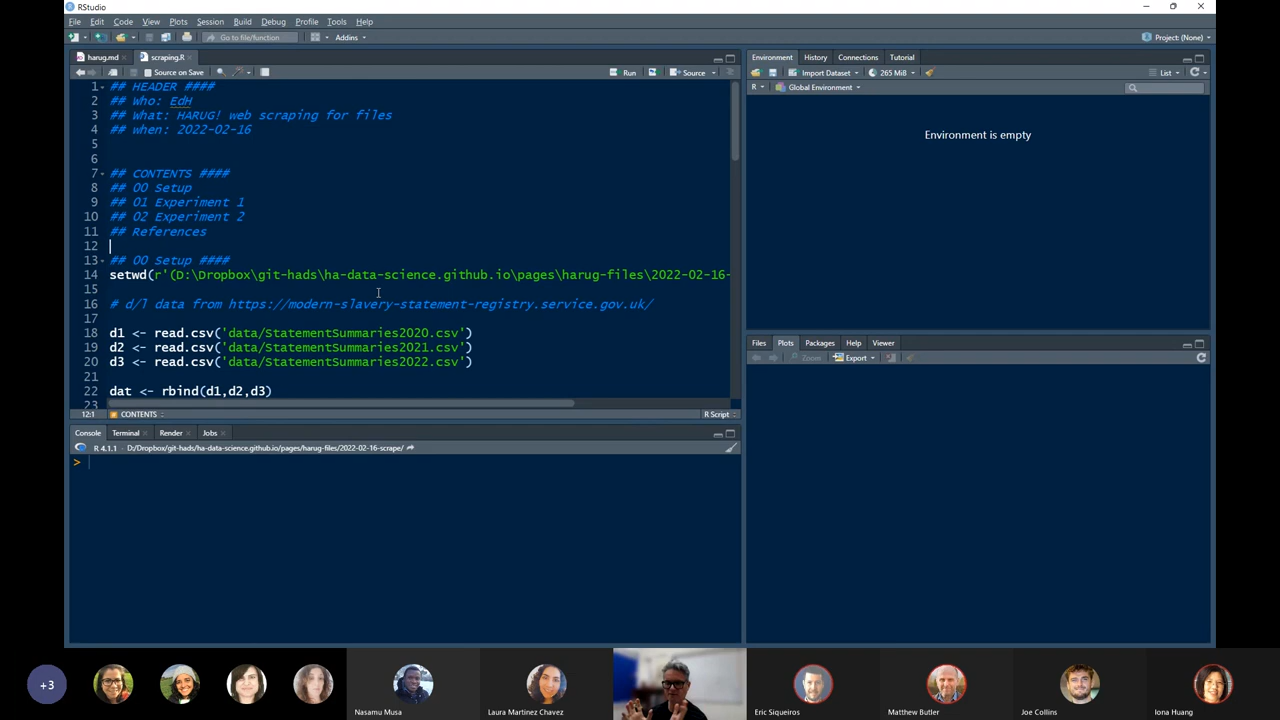 RStudio
File Edit Code View Plots Session Build Debug Profile Tools Help
Go to file/function Addins Project: (None)
harug.md scraping.R
Source on Save Run Source
1 ## HEADER ####
2 ## Who: EdH
3 ## What: HARUG! web scraping for files
4 ## when: 2022-02-16
5
6
7 ## CONTENTS ####
8 ## 00 Setup
9 ## 01 Experiment 1
10 ## 02 Experiment 2
11 ## References
12
13 ## 00 Setup ####
14 setwd(r'(D:\Dropbox\git-hads\ha-data-science.github.io\pages\harug-files\2022-02-16-
15
16 # d/l data from https://modern-slavery-statement-registry.service.gov.uk/
17
18 d1 <- read.csv('data/StatementSummaries2020.csv')
19 d2 <- read.csv('data/StatementSummaries2021.csv')
20 d3 <- read.csv('data/StatementSummaries2022.csv')
21
22 dat <- rbind(d1,d2,d3)
23
12:1 CONTENTS R Script
Console Terminal Render Jobs
R 4.1.1 · D:/Dropbox/git-hads/ha-data-science.github.io/pages/harug-files/2022-02-16-scrape/
>
Environment History Connections Tutorial
Import Dataset 265 MiB List
R Global Environment
Environment is empty
Files Plots Packages Help Viewer
Zoom Export
+3
Nasamu Musa
Laura Martinez Chavez
Eric Siqueiros
Matthew Butler
Joe Collins
Iona Huang